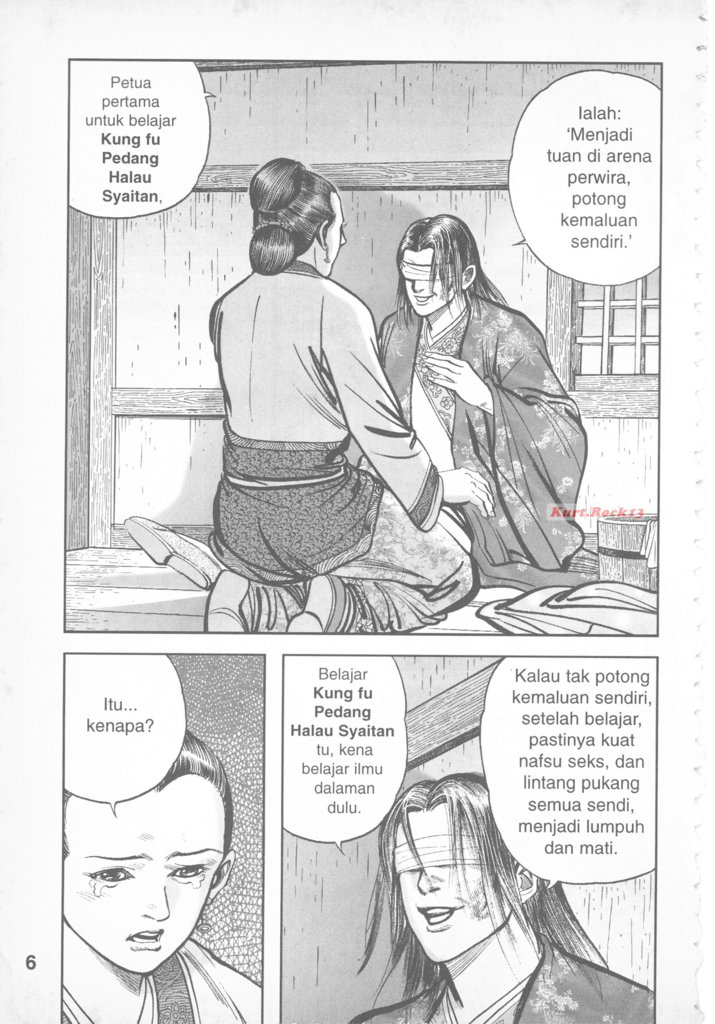 Petua
pertama
untuk belajar
Kung fu
Pedang
Halau
Syaitan,
Ialah:
‘Menjadi
tuan di arena
perwira,
potong
kemaluan
sendiri.’
Kurt.Rock13
Itu...
kenapa?
Belajar
Kung fu
Pedang
Halau Syaitan
tu, kena
belajar ilmu
dalaman
dulu.
Kalau tak potong
kemaluan sendiri,
setelah belajar,
pastinya kuat
nafsu seks, dan
lintang pukang
semua sendi,
menjadi lumpuh
dan mati.
6